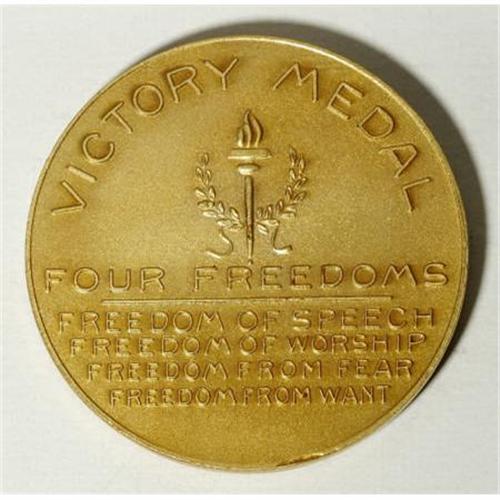 VICTORY MEDAL
FOUR FREEDOMS
FREEDOM OF SPEECH
FREEDOM OF WORSHIP
FREEDOM FROM FEAR
FREEDOM FROM WANT